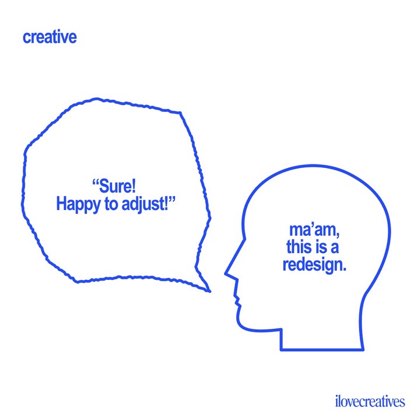 creative
“Sure!
Happy to adjust!”
ma’am,
this is a
redesign.
ilovecreatives